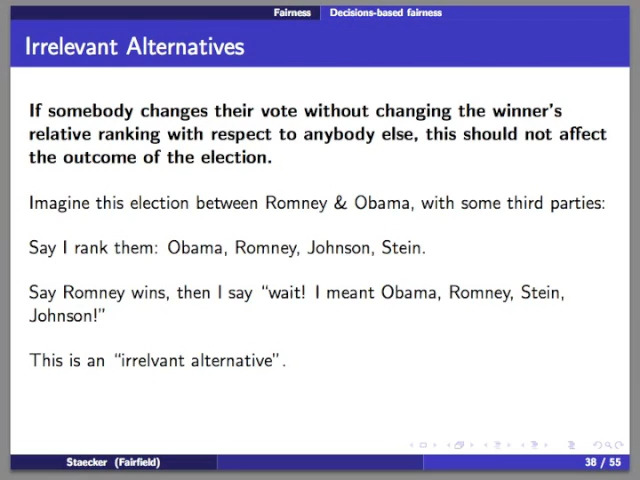 Fairness Decisions-based fairness
Irrelevant Alternatives
If somebody changes their vote without changing the winner's
relative ranking with respect to anybody else, this should not affect
the outcome of the election.
Imagine this election between Romney & Obama, with some third parties:
Say I rank them: Obama, Romney, Johnson, Stein.
Say Romney wins, then I say "wait! I meant Obama, Romney, Stein,
Johnson!"
This is an "irrelvant alternative".
Staecker (Fairfield) 38 / 55